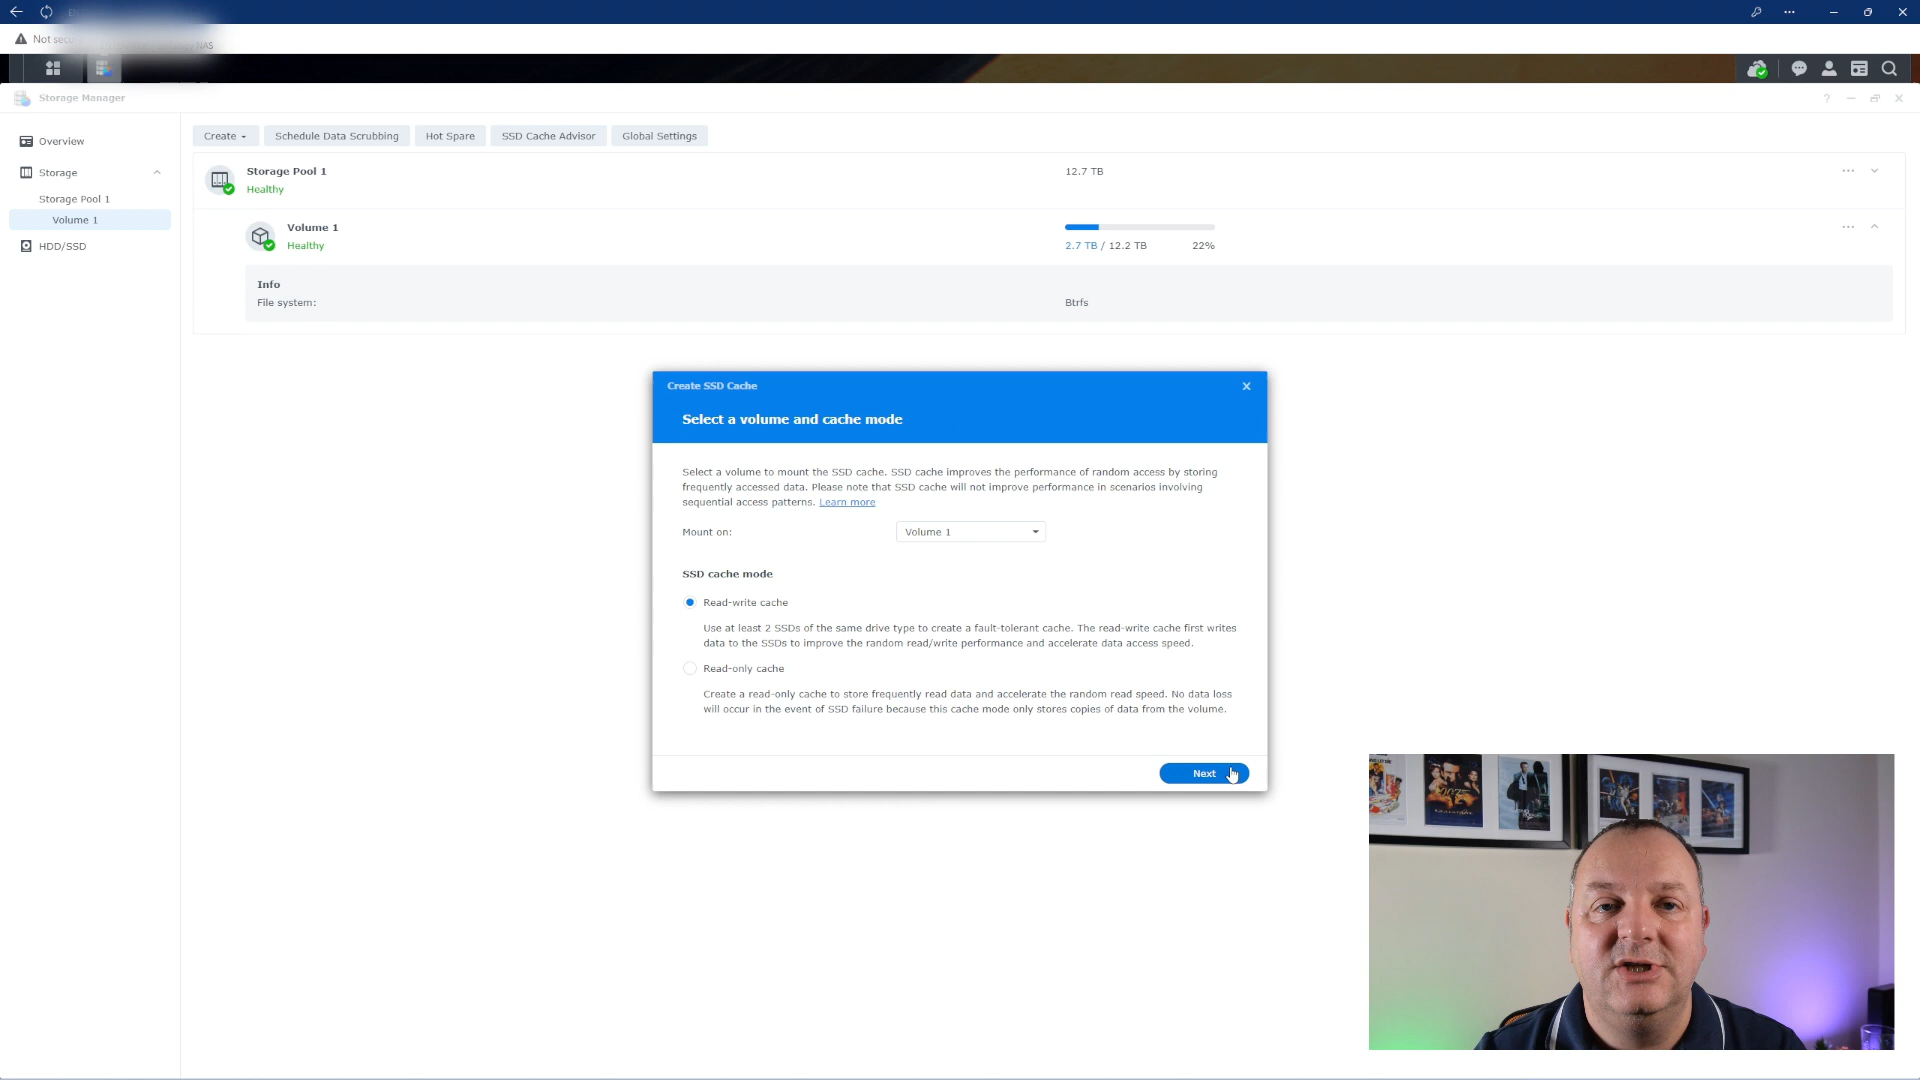 Not sec
NAS
Storage Manager
Overview
Storage
Storage Pool 1
Volume 1
HDD/SSD
Create
Schedule Data Scrubbing
Hot Spare
SSD Cache Advisor
Global Settings
Storage Pool 1
12.7 TB
Healthy
Volume 1
Healthy
2.7 TB / 12.2 TB
22%
Info
File system:
Btrfs
Create SSD Cache
Select a volume and cache mode
Select a volume to mount the SSD cache. SSD cache improves the performance of random access by storing
frequently accessed data. Please note that SSD cache will not improve performance in scenarios involving
sequential access patterns. Learn more
Mount on:
Volume 1
SSD cache mode
Read-write cache
Use at least 2 SSDs of the same drive type to create a fault-tolerant cache. The read-write cache first writes
data to the SSDs to improve the random read/write performance and accelerate data access speed.
Read-only cache
Create a read-only cache to store frequently read data and accelerate the random read speed. No data loss
will occur in the event of SSD failure because this cache mode only stores copies of data from the volume.
Next
007